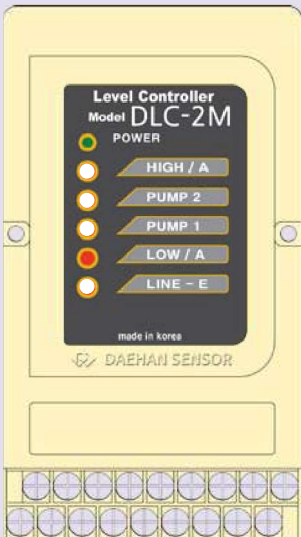 Level Controller
Model DLC-2M
POWER
HIGH / A
PUMP 2
PUMP 1
LOW / A
LINE - E
made in korea
DAEHAN SENSOR